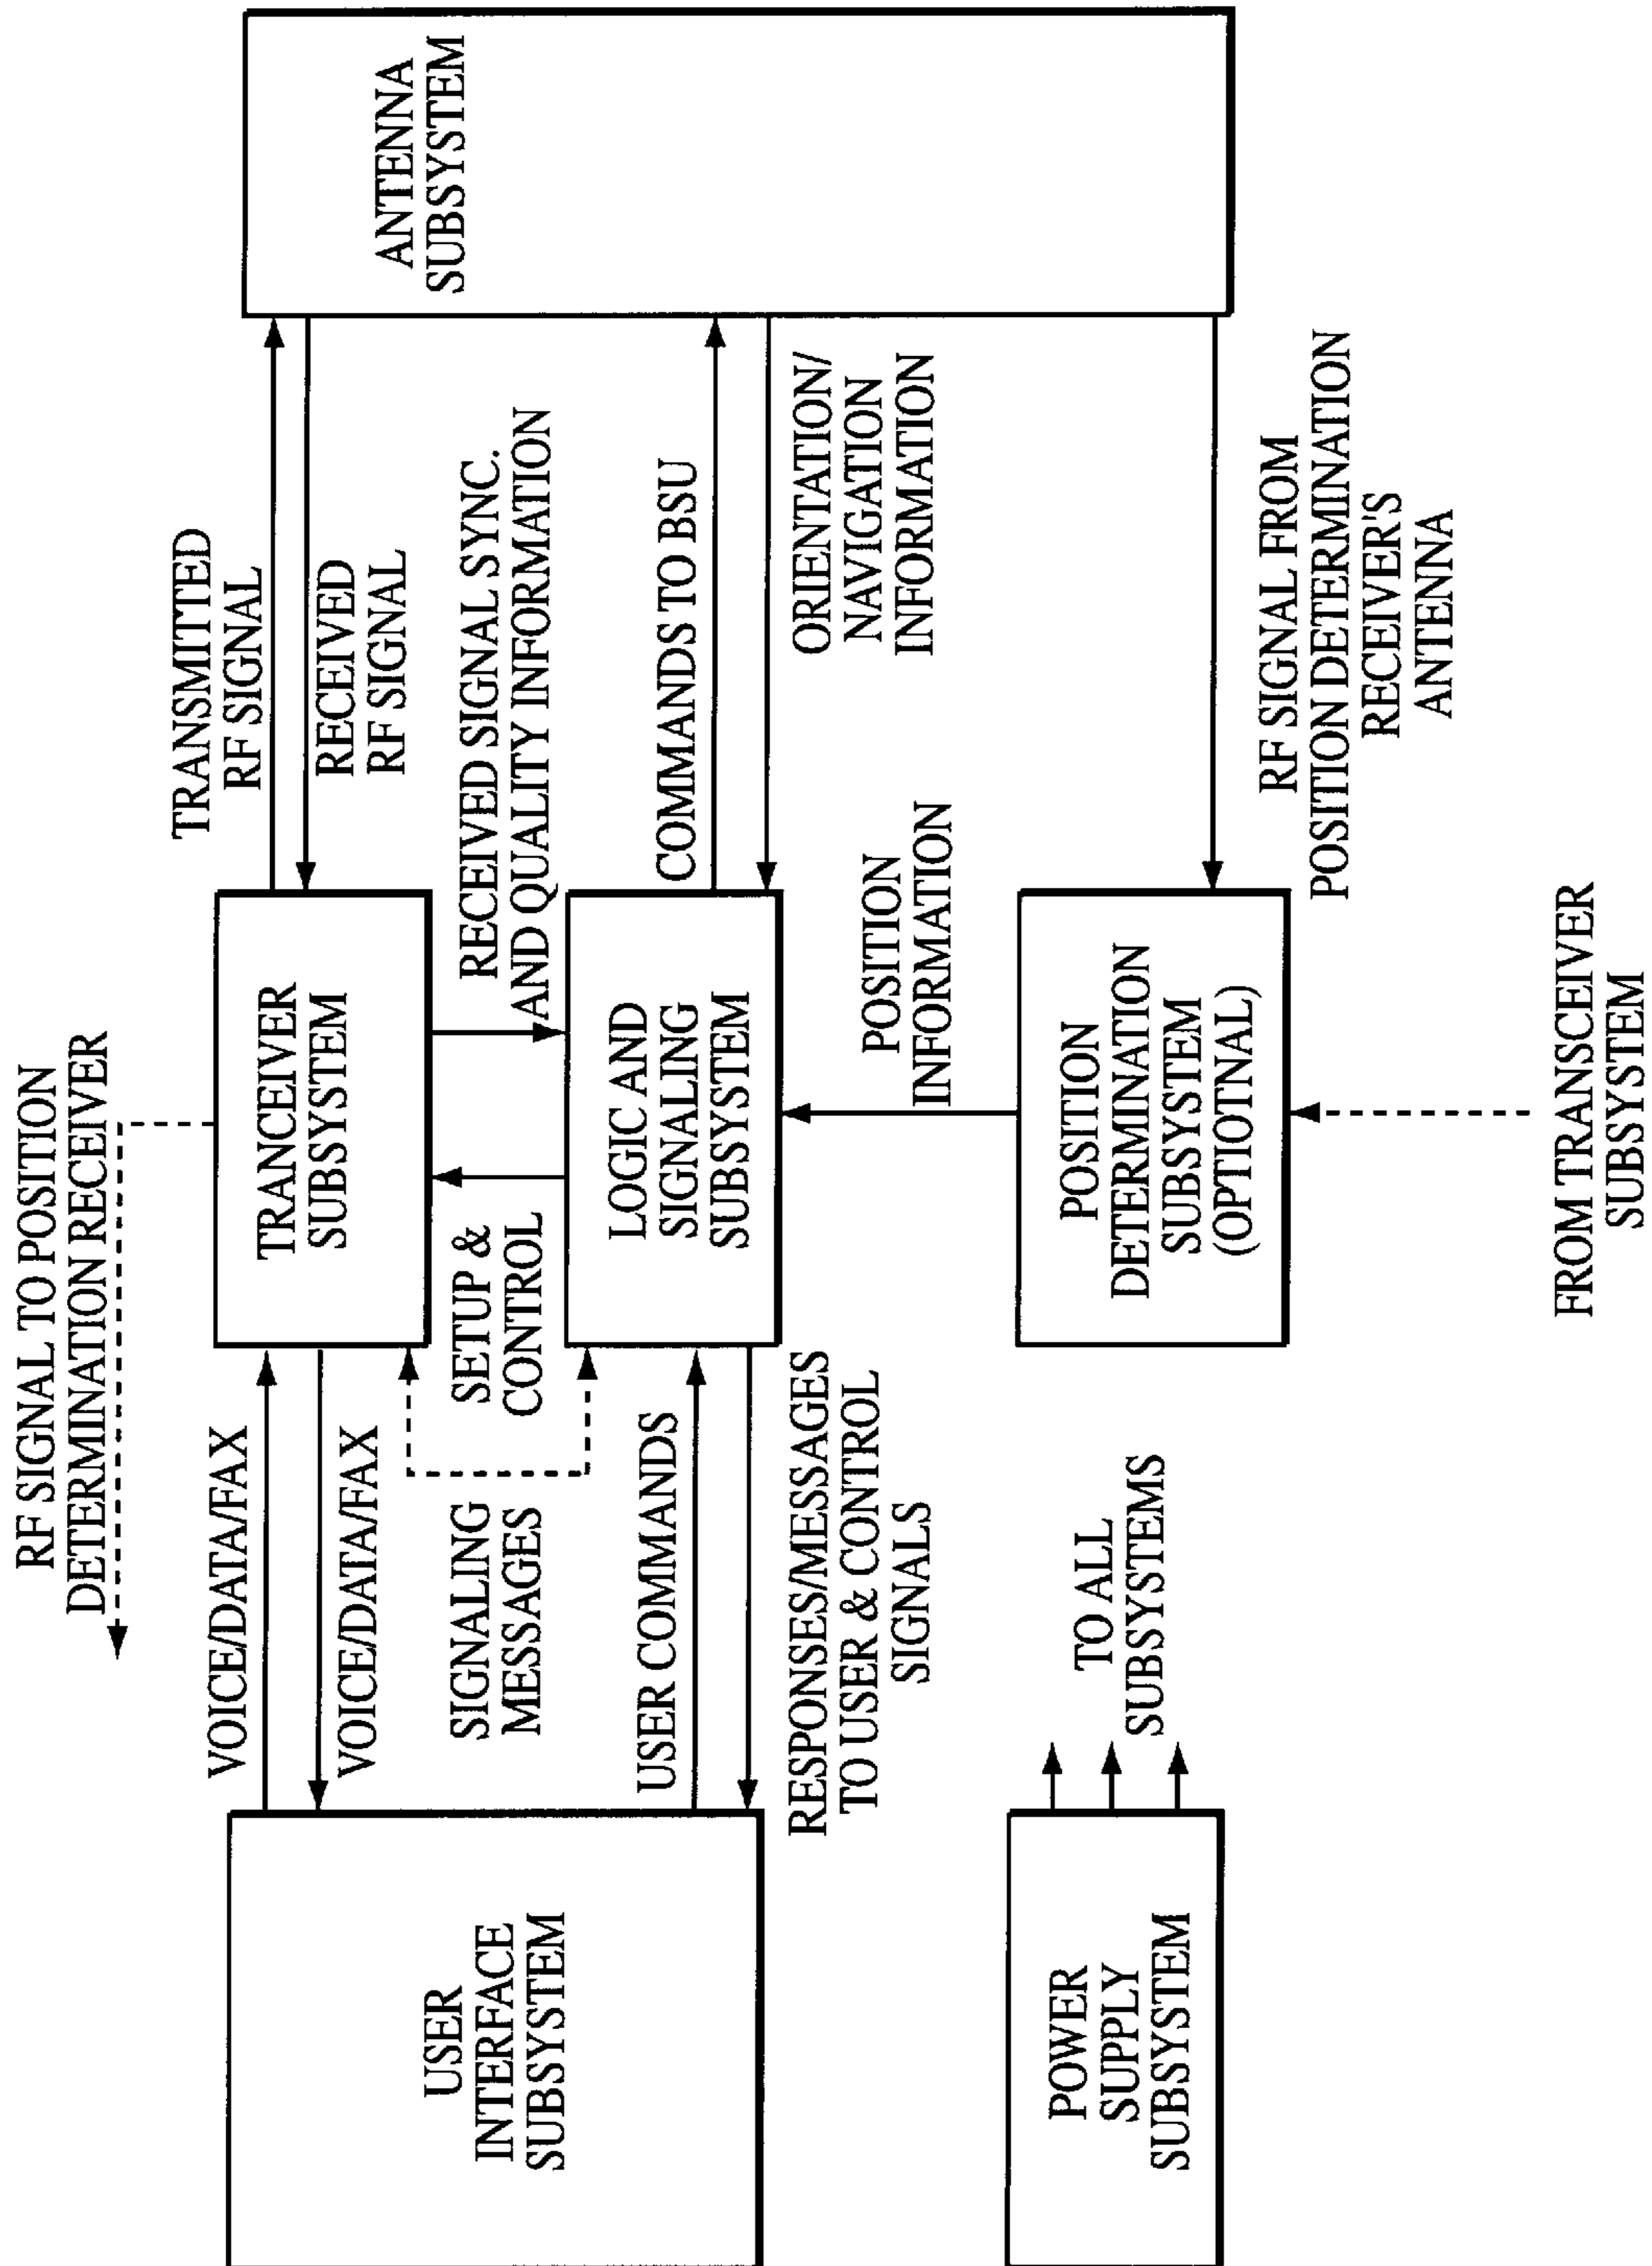 RF SIGNAL TO POSITION
DETERMINATION RECEIVER
VOICE/DATA/FAX
VOICE/DATA/FAX
TRANCEIVER
SUBSYSTEM
TRANSMITTED
RF SIGNAL
RECEIVED
RF SIGNAL
ANTENNA
SUBSYSTEM
USER
INTERFACE
SUBSYSTEM
SIGNALING
MESSAGES
SETUP &
CONTROL
RECEIVED SIGNAL SYNC.
AND QUALITY INFORMATION
USER COMMANDS
LOGIC AND
SIGNALING
SUBSYSTEM
COMMANDS TO BSU
RESPONSES/MESSAGES
TO USER & CONTROL
SIGNALS
ORIENTATION/
NAVIGATION
INFORMATION
POSITION
INFORMATION
POWER
SUPPLY
SUBSYSTEM
TO ALL
SUBSYSTEMS
POSITION
DETERMINATION
SUBSYSTEM
(OPTIOTNAL)
RF SIGNAL FROM
POSITION DETERMINATION
RECEIVER'S
ANTENNA
FROM TRANSCEIVER
SUBSYSTEM